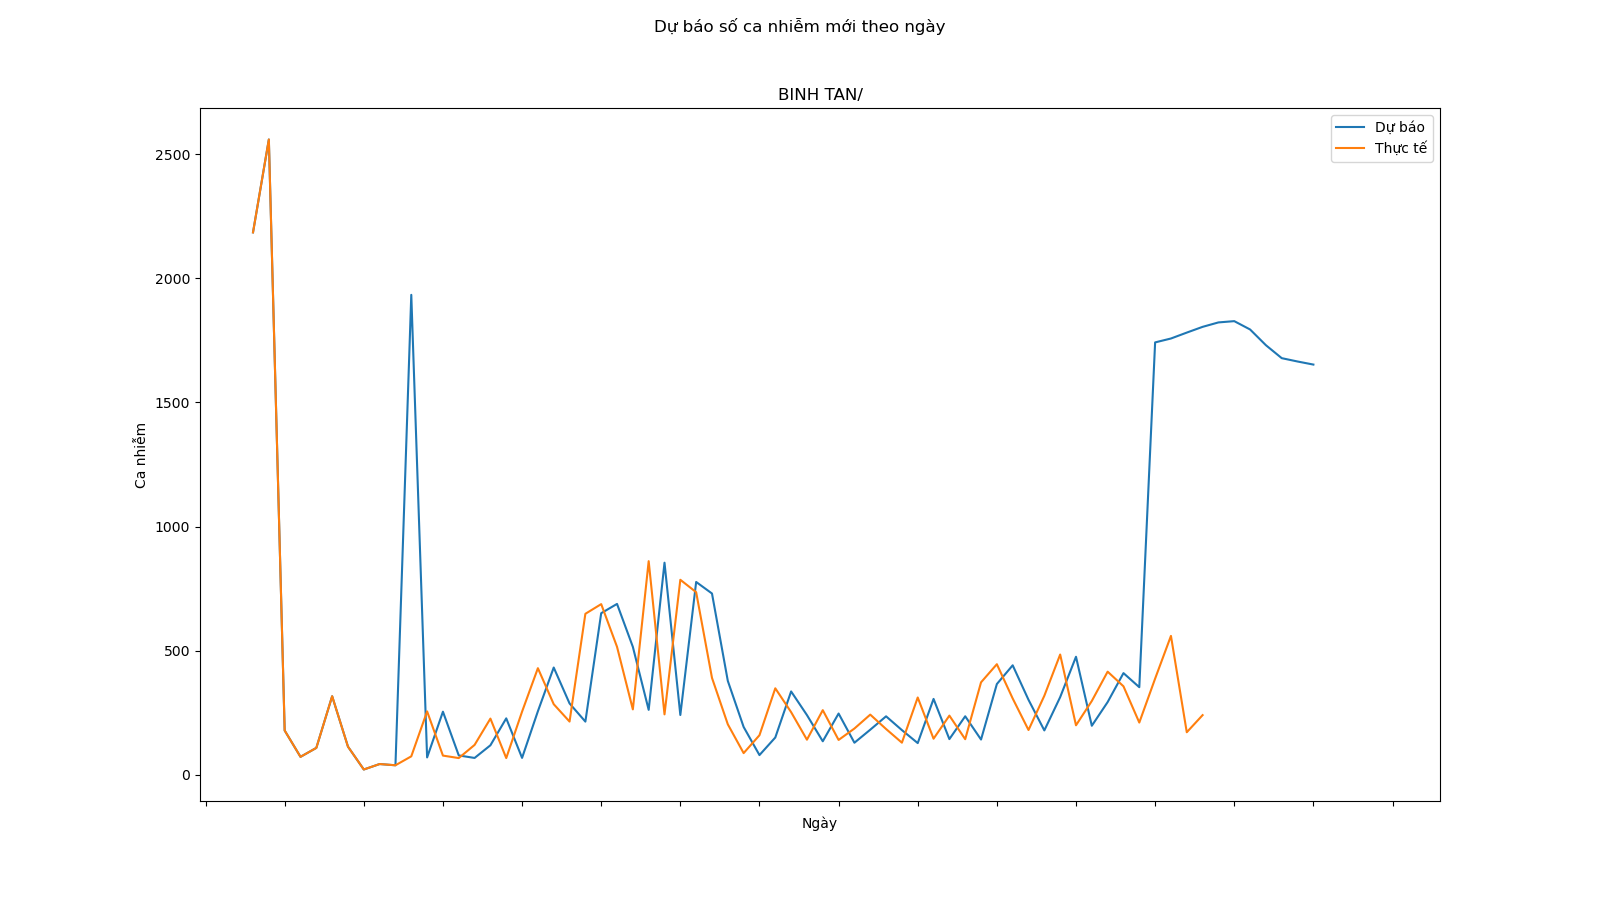 Dự báo số ca nhiễm mới theo ngày
BINH TAN/
Dự báo
Thực tế
2500
2000
1500
1000
500
0
Ca nhiễm
Ngày